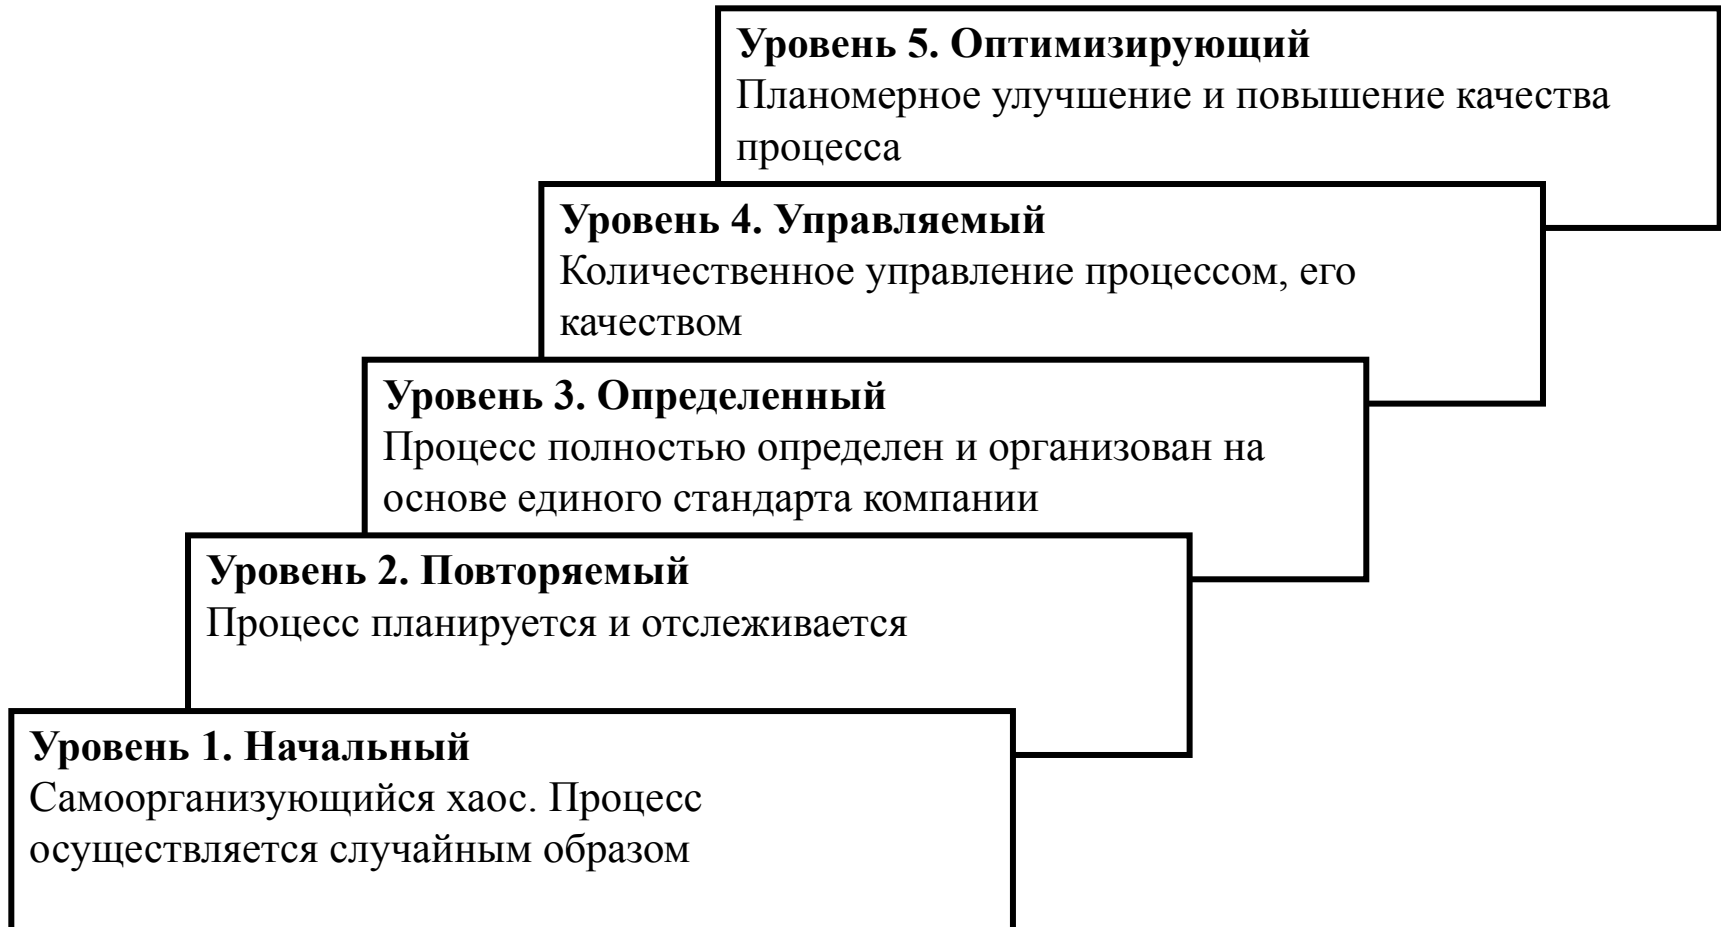 Уровень 5. Оптимизирующий
Планомерное улучшение и повышение качества
процесса
Уровень 4. Управляемый
Количественное управление процессом, его
качеством
Уровень 3. Определенный
Процесс полностью определен и организован на
основе единого стандарта компании
Уровень 2. Повторяемый
Процесс планируется и отслеживается
Уровень 1. Начальный
Самоорганизующийся хаос. Процесс
осуществляется случайным образом